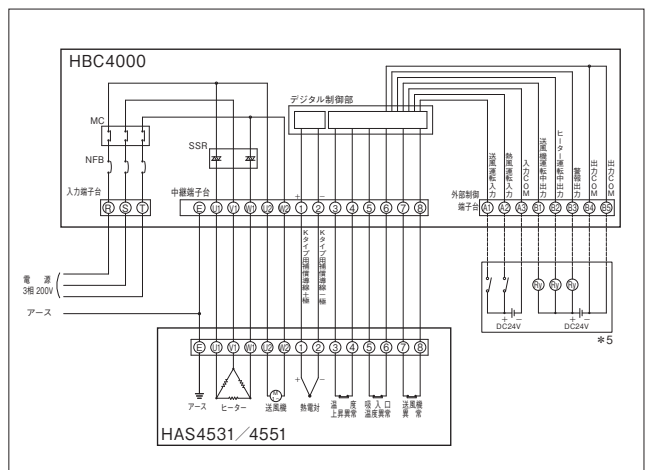 HBC4000
デジタル制御部
MC
NFB
SSR
入力端子台
中継端子台
外部制御
端子台
送風運転入力
熱風運転入力
入力COM
送風機運転中出力
ヒーター運転中出力
警報出力
出力COM
出力COM
R S T
E U1 V1 W1 U2 W2 1 2 3 4 5 6 7 8
+ −
A1 A2 A3 B1 B2 B3 B4 B5
Kタイプ用補償導線+極
Kタイプ用補償導線−極
電 源
3相 200V
アース
Ry Ry Ry
+ −
DC24V
+ −
DC24V
*5
E U1 V1 W1 U2 W2 1 2 3 4 5 6 7 8
+ −
M
アース
ヒーター
送風機
熱電対
温 度
上昇異常
吸入口
温度異常
送風機
異 常
HAS4531/4551